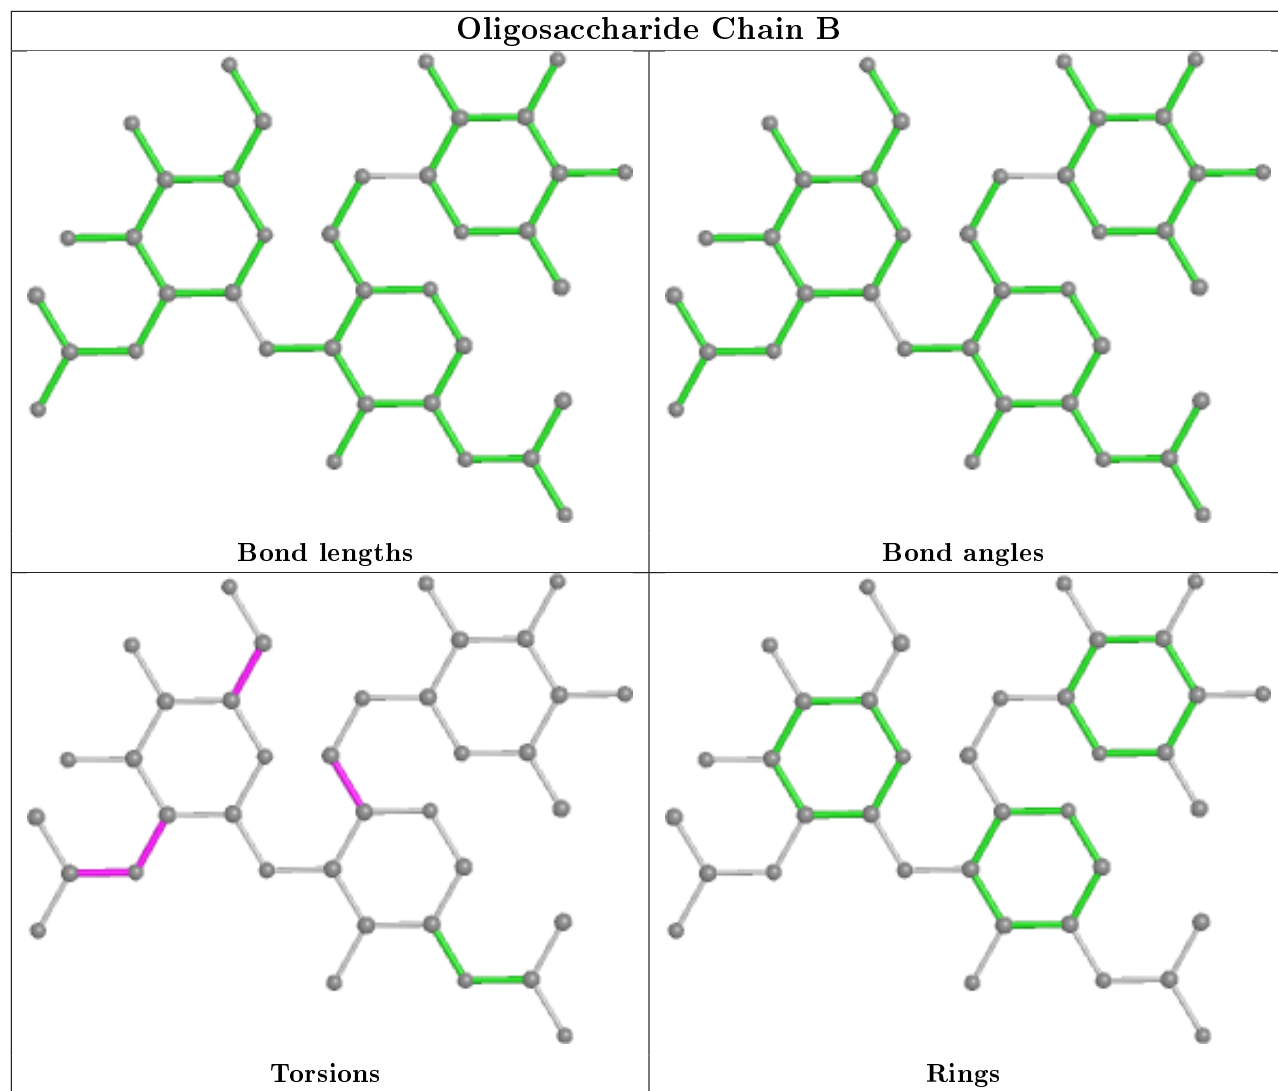 Oligosaccharide Chain B
Bond lengths
Bond angles
Torsions
Rings